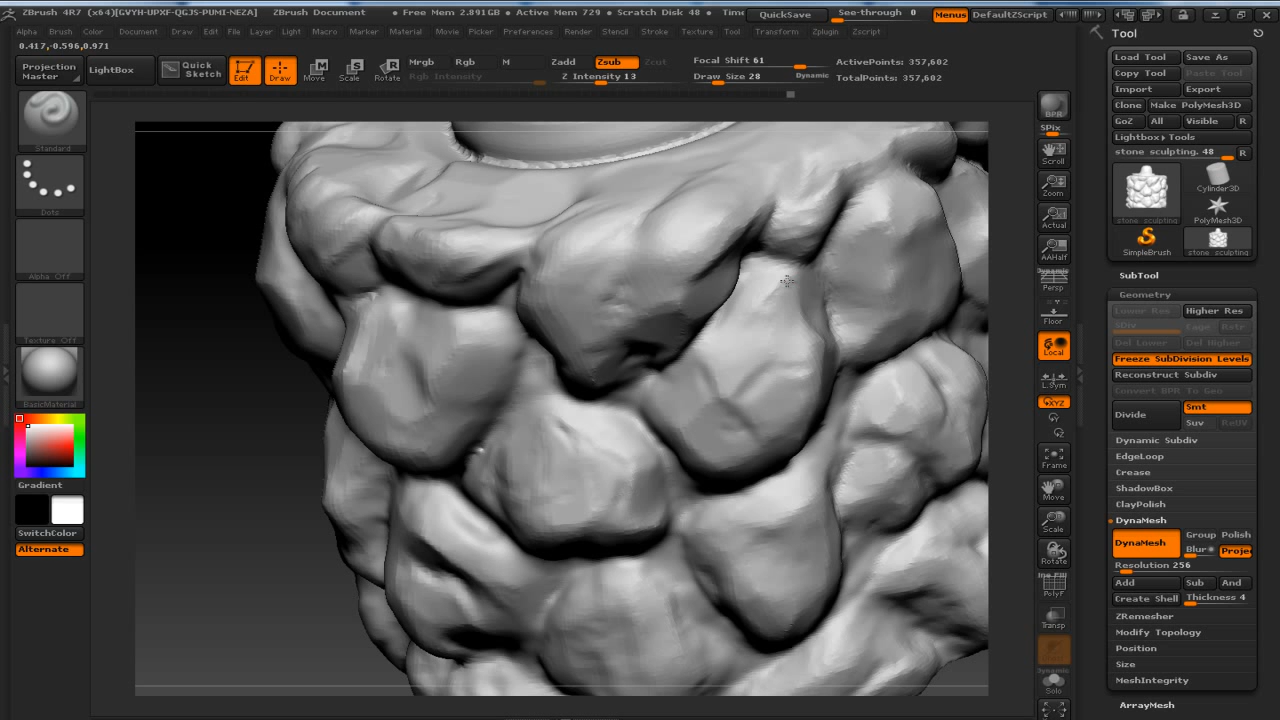 ZBrush 4R7 (x64)[GVYH-UPXF-QGJS-PUMI-NEZA] ZBrush Document • Free Mem 2.891GB • Active Mem 729 • Scratch Disk 48 • Time QuickSave See-through 0 Menus DefaultZScript
Alpha Brush Color Document Draw Edit File Layer Light Macro Marker Material Movie Picker Preferences Render Stencil Stroke Texture Tool Transform Zplugin Zscript
0.417,-0.596,0.971
Projection Master
LightBox
Quick Sketch
Edit
Draw
Move
Scale
Rotate
Mrgb Rgb M
Rgb Intensity
Zadd Zsub Zcut
Z Intensity 13
Focal Shift 61
Draw Size 28
Dynamic
ActivePoints: 357,602
TotalPoints: 357,602
Standard
Dots
Alpha Off
Texture Off
BasicMaterial
Gradient
SwitchColor
Alternate
BPR
SPix
Scroll
Zoom
Actual
AAHalf
Dynamic
Persp
Floor
Local
L.Sym
XYZ
Frame
Move
Scale
Rotate
Line Fill
PolyF
Transp
Dynamic
Solo
Tool
Load Tool Save As
Copy Tool Paste Tool
Import Export
Clone Make PolyMesh3D
GoZ All Visible R
Lightbox▸ Tools
stone sculpting. 48 R
stone sculpting
Cylinder3D
PolyMesh3D
SimpleBrush
stone_sculpting
SubTool
Geometry
Lower Res Higher Res
SDiv Cage Rstr
Del Lower Del Higher
Freeze SubDivision Levels
Reconstruct Subdiv
Convert BPR To Geo
Divide
Smt
Suv ReUV
Dynamic Subdiv
EdgeLoop
Crease
ShadowBox
ClayPolish
DynaMesh
DynaMesh
Group Polish
Blur Proje
Resolution 256
Add Sub And
Create Shell Thickness 4
ZRemesher
Modify Topology
Position
Size
MeshIntegrity
ArrayMesh